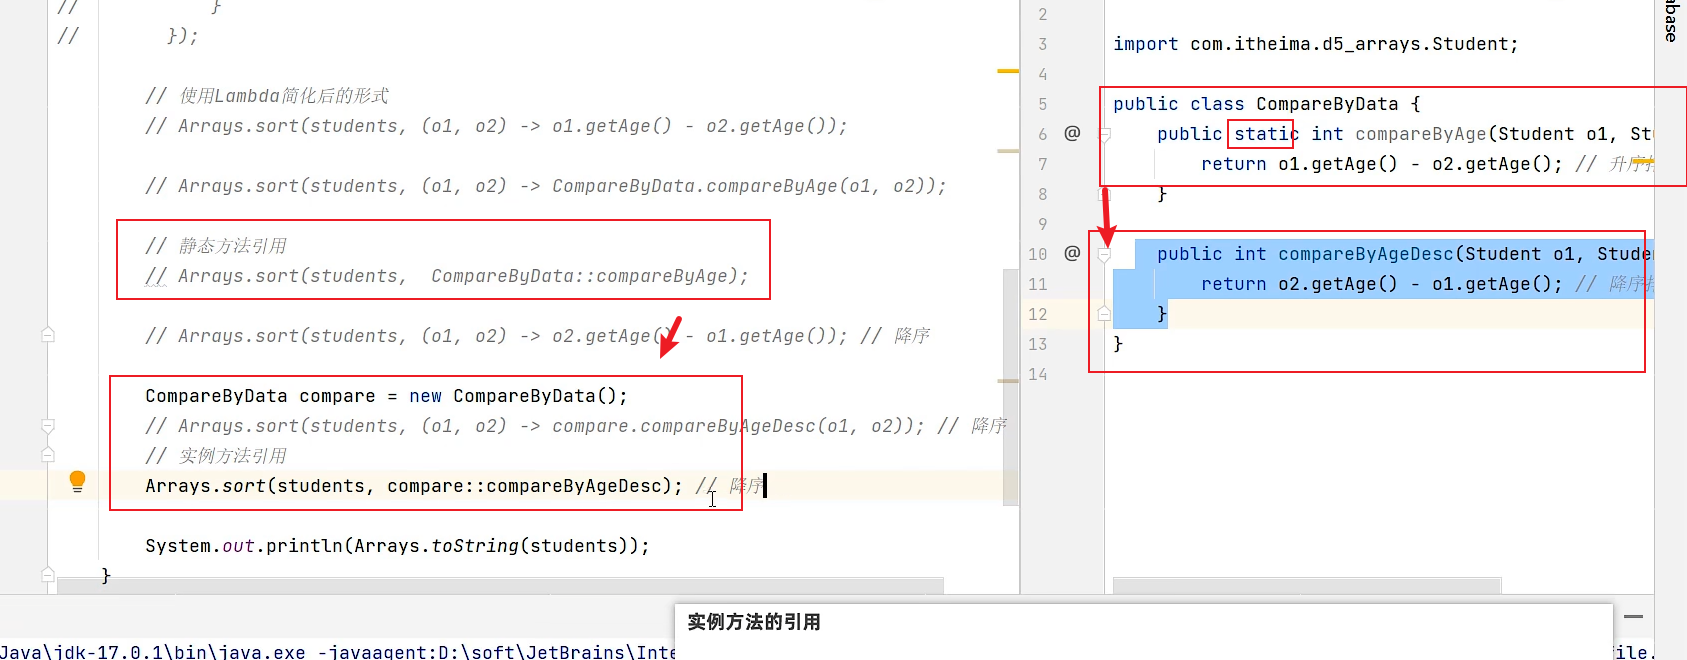 //            }
//        });
// 使用Lambda简化后的形式
// Arrays.sort(students, (o1, o2) -> o1.getAge() - o2.getAge());
// Arrays.sort(students, (o1, o2) -> CompareByData.compareByAge(o1, o2));
// 静态方法引用
// Arrays.sort(students,  CompareByData::compareByAge);
// Arrays.sort(students, (o1, o2) -> o2.getAge() - o1.getAge()); // 降序
CompareByData compare = new CompareByData();
// Arrays.sort(students, (o1, o2) -> compare.compareByAgeDesc(o1, o2)); // 降序
// 实例方法引用
Arrays.sort(students, compare::compareByAgeDesc); // 降序
System.out.println(Arrays.toString(students));
}
2
3 import com.itheima.d5_arrays.Student;
4
5 public class CompareByData {
6 @ public static int compareByAge(Student o1, St
7 return o1.getAge() - o2.getAge(); // 升序
8 }
9
10 @ public int compareByAgeDesc(Student o1, Stude
11 return o2.getAge() - o1.getAge(); // 降序
12 }
13 }
14
abase
实例方法的引用
Java\jdk-17.0.1\bin\java.exe -javaagent:D:\soft\JetBrains\Inte
file.